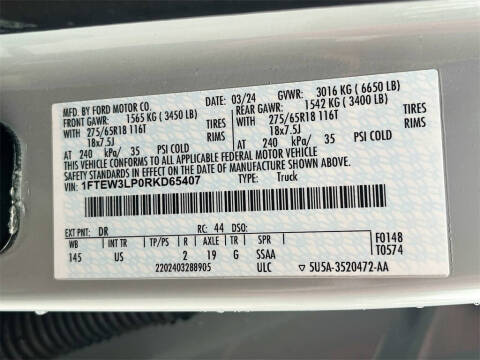 MFD. BY FORD MOTOR CO.
DATE: 03/24 GVWR: 3016 KG (6650 LB)
FRONT GAWR: 1565 KG (3450 LB) REAR GAWR: 1542 KG (3400 LB)
WITH 275/65R18 116T TIRES WITH 275/65R18 116T TIRES
18x7.5J RIMS 18x7.5J RIMS
AT 240 kPa/ 35 PSI COLD AT 240 kPa/ 35 PSI COLD
THIS VEHICLE CONFORMS TO ALL APPLICABLE FEDERAL MOTOR VEHICLE
SAFETY STANDARDS IN EFFECT ON THE DATE OF MANUFACTURE SHOWN ABOVE.
VIN: 1FTEW3LP0RKD65407 TYPE: Truck
EXT PNT: DR RC: 44 DSO: F0148
WB INT TR TP/PS R AXLE TR SPR T0574
145 US 2 19 G SSAA
2202403288905 ULC ▽ 5U5A-3520472-AA